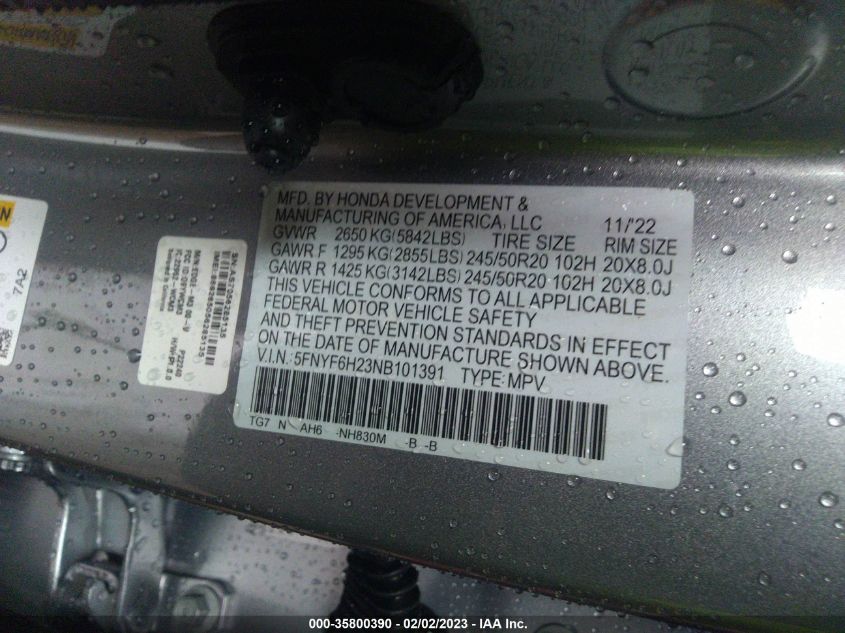 MFD. BY HONDA DEVELOPMENT &
MANUFACTURING OF AMERICA, LLC 11/'22
GVWR 2650 KG(5842LBS) TIRE SIZE RIM SIZE
GAWR F 1295 KG(2855LBS) 245/50R20 102H 20X8.0J
GAWR R 1425 KG(3142LBS) 245/50R20 102H 20X8.0J
THIS VEHICLE CONFORMS TO ALL APPLICABLE
FEDERAL MOTOR VEHICLE SAFETY
AND THEFT PREVENTION STANDARDS IN EFFECT
ON THE DATE OF MANUFACTURE SHOWN ABOVE.
V.I.N.: 5FNYF6H23NB101391 TYPE: MPV
TG7 N AH6 -NH830M -B -B
7A2
000-35800390 - 02/02/2023 - IAA Inc.